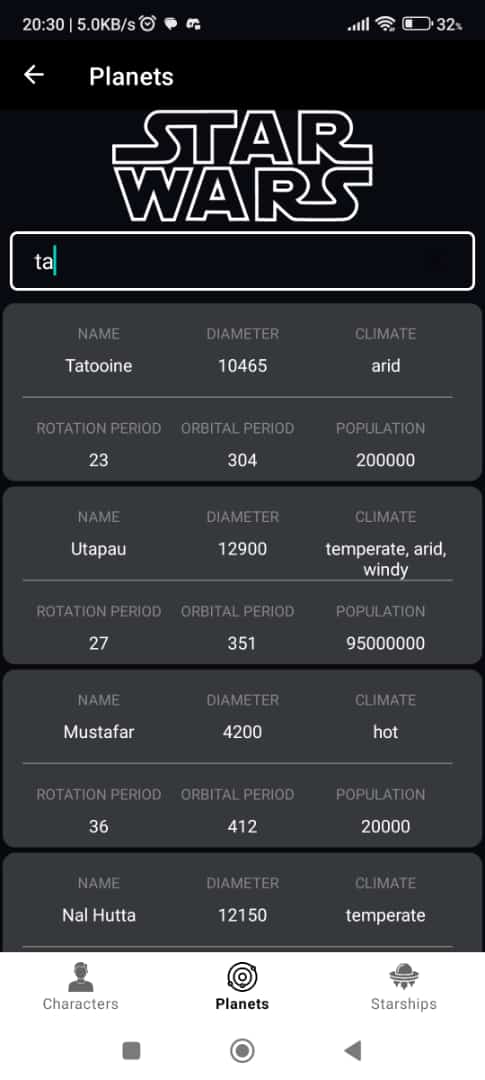 20:30 | 5.0KB/s 32%
Planets
STAR
WARS
ta
NAME DIAMETER CLIMATE
Tatooine 10465 arid
ROTATION PERIOD ORBITAL PERIOD POPULATION
23 304 200000
NAME DIAMETER CLIMATE
Utapau 12900 temperate, arid,
windy
ROTATION PERIOD ORBITAL PERIOD POPULATION
27 351 95000000
NAME DIAMETER CLIMATE
Mustafar 4200 hot
ROTATION PERIOD ORBITAL PERIOD POPULATION
36 412 20000
NAME DIAMETER CLIMATE
Nal Hutta 12150 temperate
Characters Planets Starships